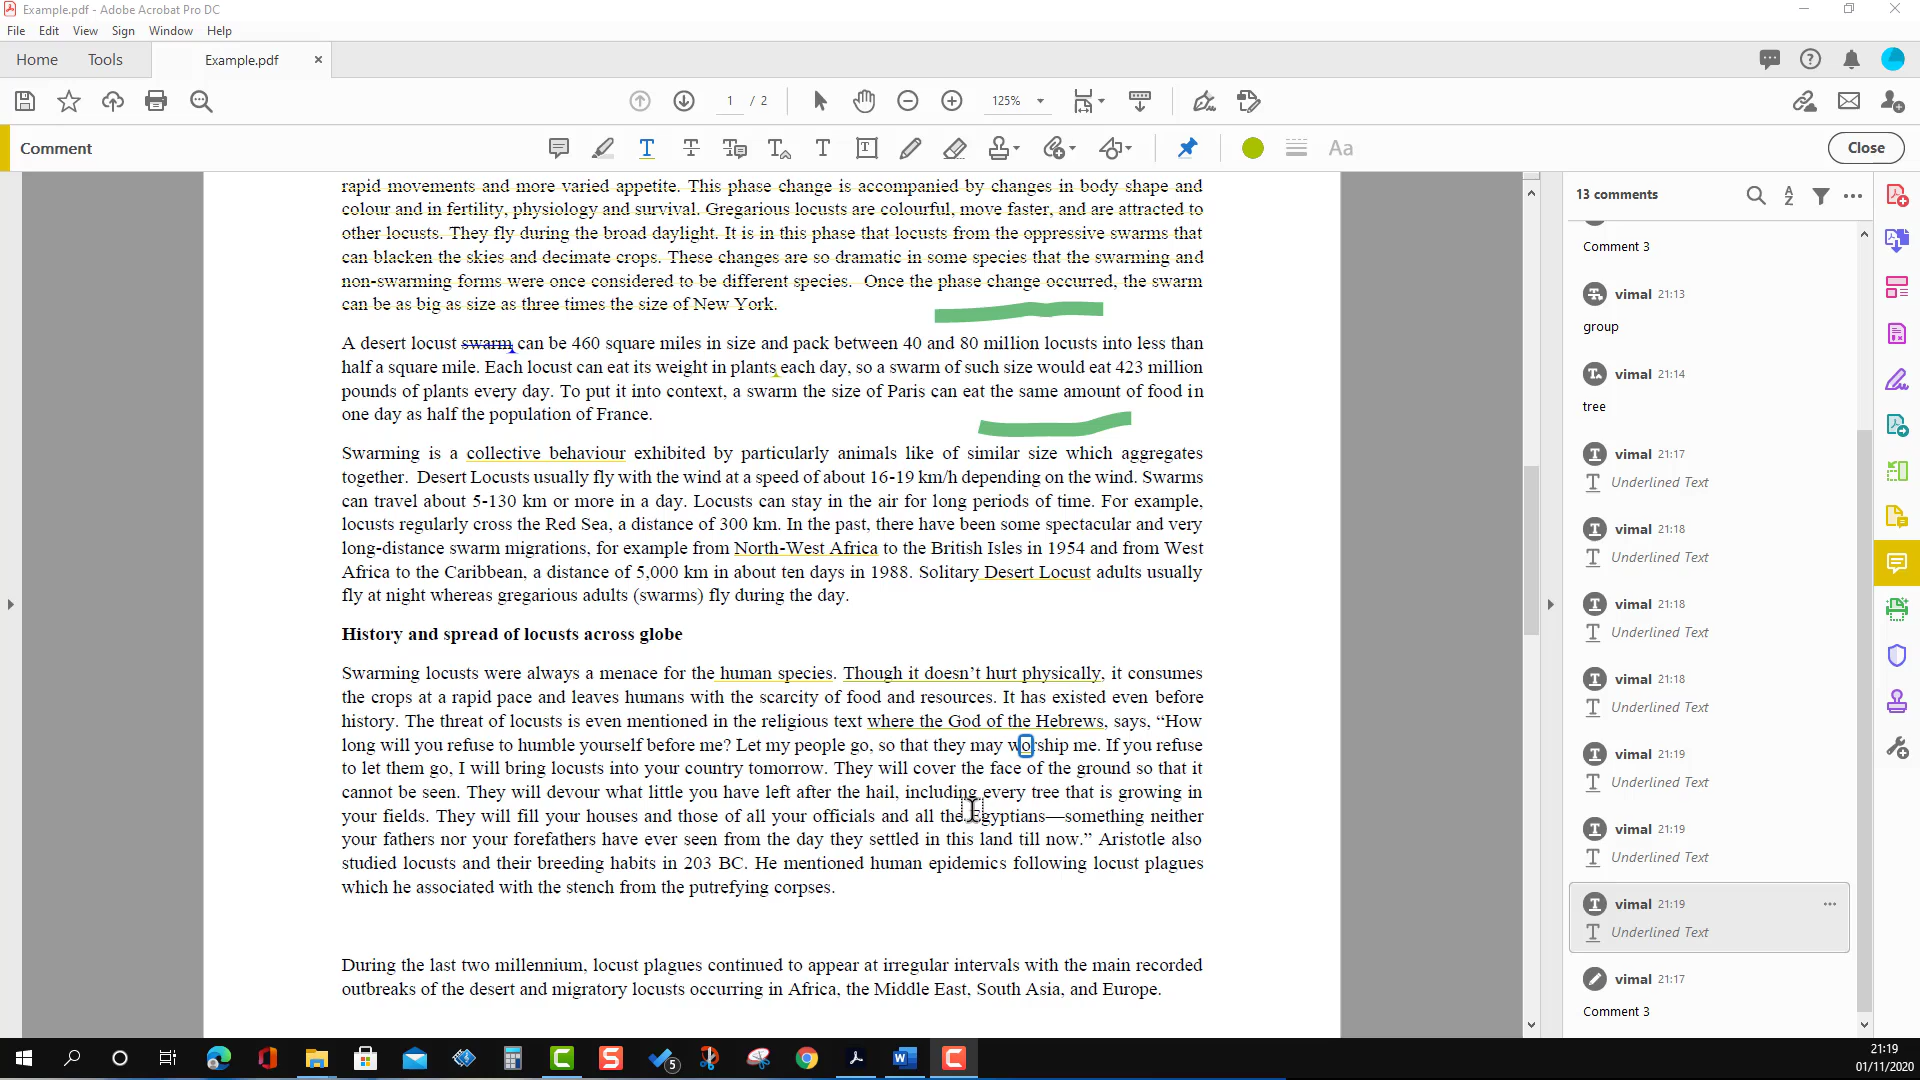 Example.pdf - Adobe Acrobat Pro DC
File Edit View Sign Window Help
Home Tools Example.pdf
1 / 2 125%
Comment Close
rapid movements and more varied appetite. This phase change is accompanied by changes in body shape and
colour and in fertility, physiology and survival. Gregarious locusts are colourful, move faster, and are attracted to
other locusts. They fly during the broad daylight. It is in this phase that locusts from the oppressive swarms that
can blacken the skies and decimate crops. These changes are so dramatic in some species that the swarming and
non-swarming forms were once considered to be different species. Once the phase change occurred, the swarm
can be as big as size as three times the size of New York.
A desert locust swarm can be 460 square miles in size and pack between 40 and 80 million locusts into less than
half a square mile. Each locust can eat its weight in plants each day, so a swarm of such size would eat 423 million
pounds of plants every day. To put it into context, a swarm the size of Paris can eat the same amount of food in
one day as half the population of France.
Swarming is a collective behaviour exhibited by particularly animals like of similar size which aggregates
together. Desert Locusts usually fly with the wind at a speed of about 16-19 km/h depending on the wind. Swarms
can travel about 5-130 km or more in a day. Locusts can stay in the air for long periods of time. For example,
locusts regularly cross the Red Sea, a distance of 300 km. In the past, there have been some spectacular and very
long-distance swarm migrations, for example from North-West Africa to the British Isles in 1954 and from West
Africa to the Caribbean, a distance of 5,000 km in about ten days in 1988. Solitary Desert Locust adults usually
fly at night whereas gregarious adults (swarms) fly during the day.
History and spread of locusts across globe
Swarming locusts were always a menace for the human species. Though it doesn't hurt physically, it consumes
the crops at a rapid pace and leaves humans with the scarcity of food and resources. It has existed even before
history. The threat of locusts is even mentioned in the religious text where the God of the Hebrews, says, “How
long will you refuse to humble yourself before me? Let my people go, so that they may worship me. If you refuse
to let them go, I will bring locusts into your country tomorrow. They will cover the face of the ground so that it
cannot be seen. They will devour what little you have left after the hail, including every tree that is growing in
your fields. They will fill your houses and those of all your officials and all the Egyptians—something neither
your fathers nor your forefathers have ever seen from the day they settled in this land till now.” Aristotle also
studied locusts and their breeding habits in 203 BC. He mentioned human epidemics following locust plagues
which he associated with the stench from the putrefying corpses.
During the last two millennium, locust plagues continued to appear at irregular intervals with the main recorded
outbreaks of the desert and migratory locusts occurring in Africa, the Middle East, South Asia, and Europe.
13 comments
Comment 3
vimal 21:13
group
vimal 21:14
tree
vimal 21:17
Underlined Text
vimal 21:18
Underlined Text
vimal 21:18
Underlined Text
vimal 21:18
Underlined Text
vimal 21:19
Underlined Text
vimal 21:19
Underlined Text
vimal 21:19
Underlined Text
vimal 21:17
Comment 3
5
21:19
01/11/2020